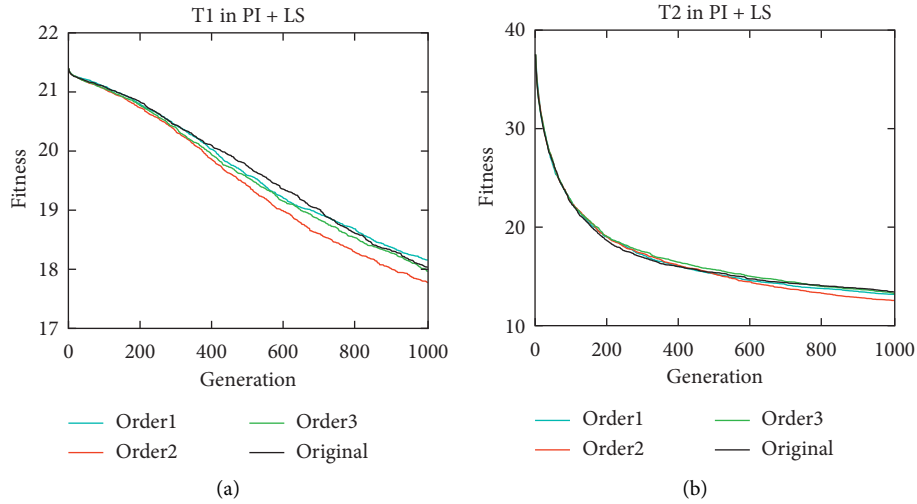 T1 in PI + LS
22
21
20
19
18
17
Fitness
0 200 400 600 800 1000
Generation
Order1
Order2
Order3
Original
(a)
T2 in PI + LS
40
30
20
10
Fitness
0 200 400 600 800 1000
Generation
Order1
Order2
Order3
Original
(b)